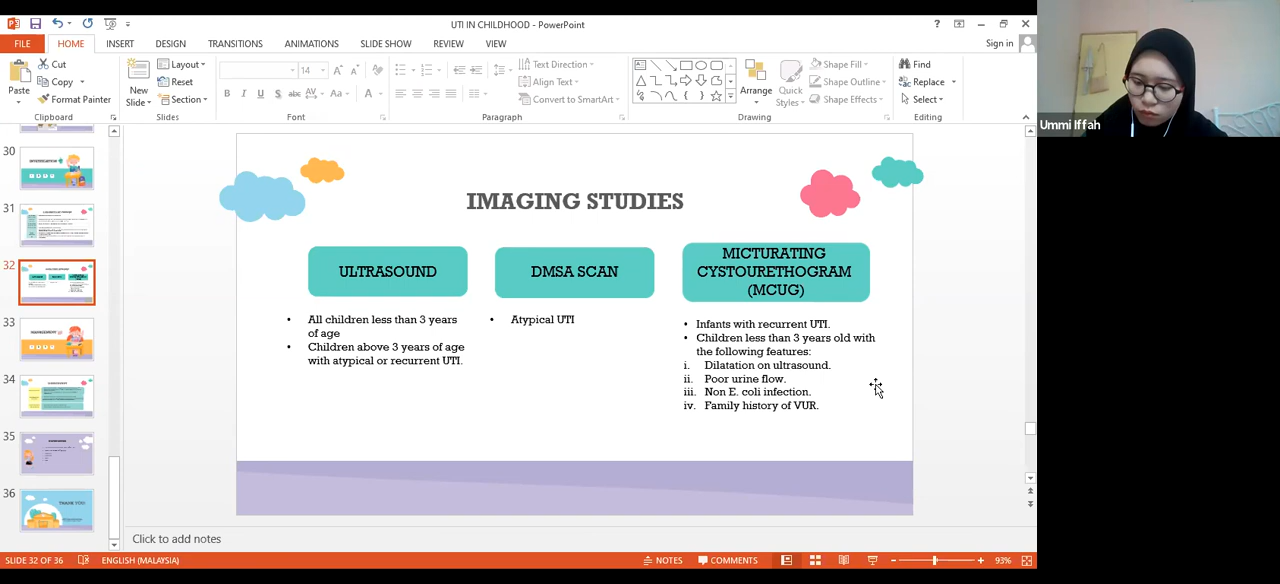 UTI IN CHILDHOOD - PowerPoint
?
FILE HOME INSERT DESIGN TRANSITIONS ANIMATIONS SLIDE SHOW REVIEW VIEW
Sign in
Paste
Cut
Copy
Format Painter
Clipboard
New
Slide
Layout
Reset
Section
Slides
14
B I U S abc AV Aa A
Font
Text Direction
Align Text
Convert to SmartArt
Paragraph
Arrange
Quick
Styles
Shape Fill
Shape Outline
Shape Effects
Drawing
Find
Replace
Select
Editing
Ummi Iffah
30
31
32
33
34
35
36
THANK YOU
IMAGING STUDIES
ULTRASOUND
• All children less than 3 years
of age
• Children above 3 years of age
with atypical or recurrent UTI.
DMSA SCAN
• Atypical UTI
MICTURATING
CYSTOURETHOGRAM
(MCUG)
• Infants with recurrent UTI.
• Children less than 3 years old with
the following features:
i. Dilatation on ultrasound.
ii. Poor urine flow.
iii. Non E. coli infection.
iv. Family history of VUR.
Click to add notes
SLIDE 32 OF 36 ENGLISH (MALAYSIA) NOTES COMMENTS 93%